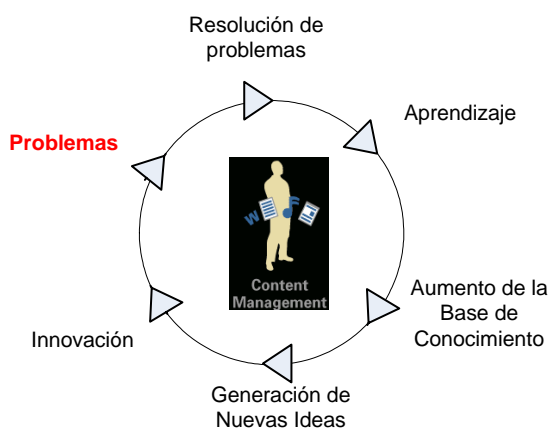 Resolución de
problemas
Aprendizaje
Problemas
W
F
Content
Management
Aumento de la
Base de
Conocimiento
Innovación
Generación de
Nuevas Ideas